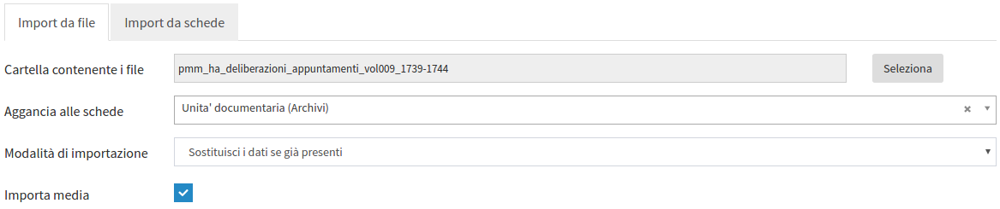 Import da file
Import da schede
Cartella contenente i file
pmm_ha_deliberazioni_appuntamenti_vol009_1739-1744
Seleziona
Aggancia alle schede
Unita' documentaria (Archivi)
Modalità di importazione
Sostituisci i dati se già presenti
Importa media